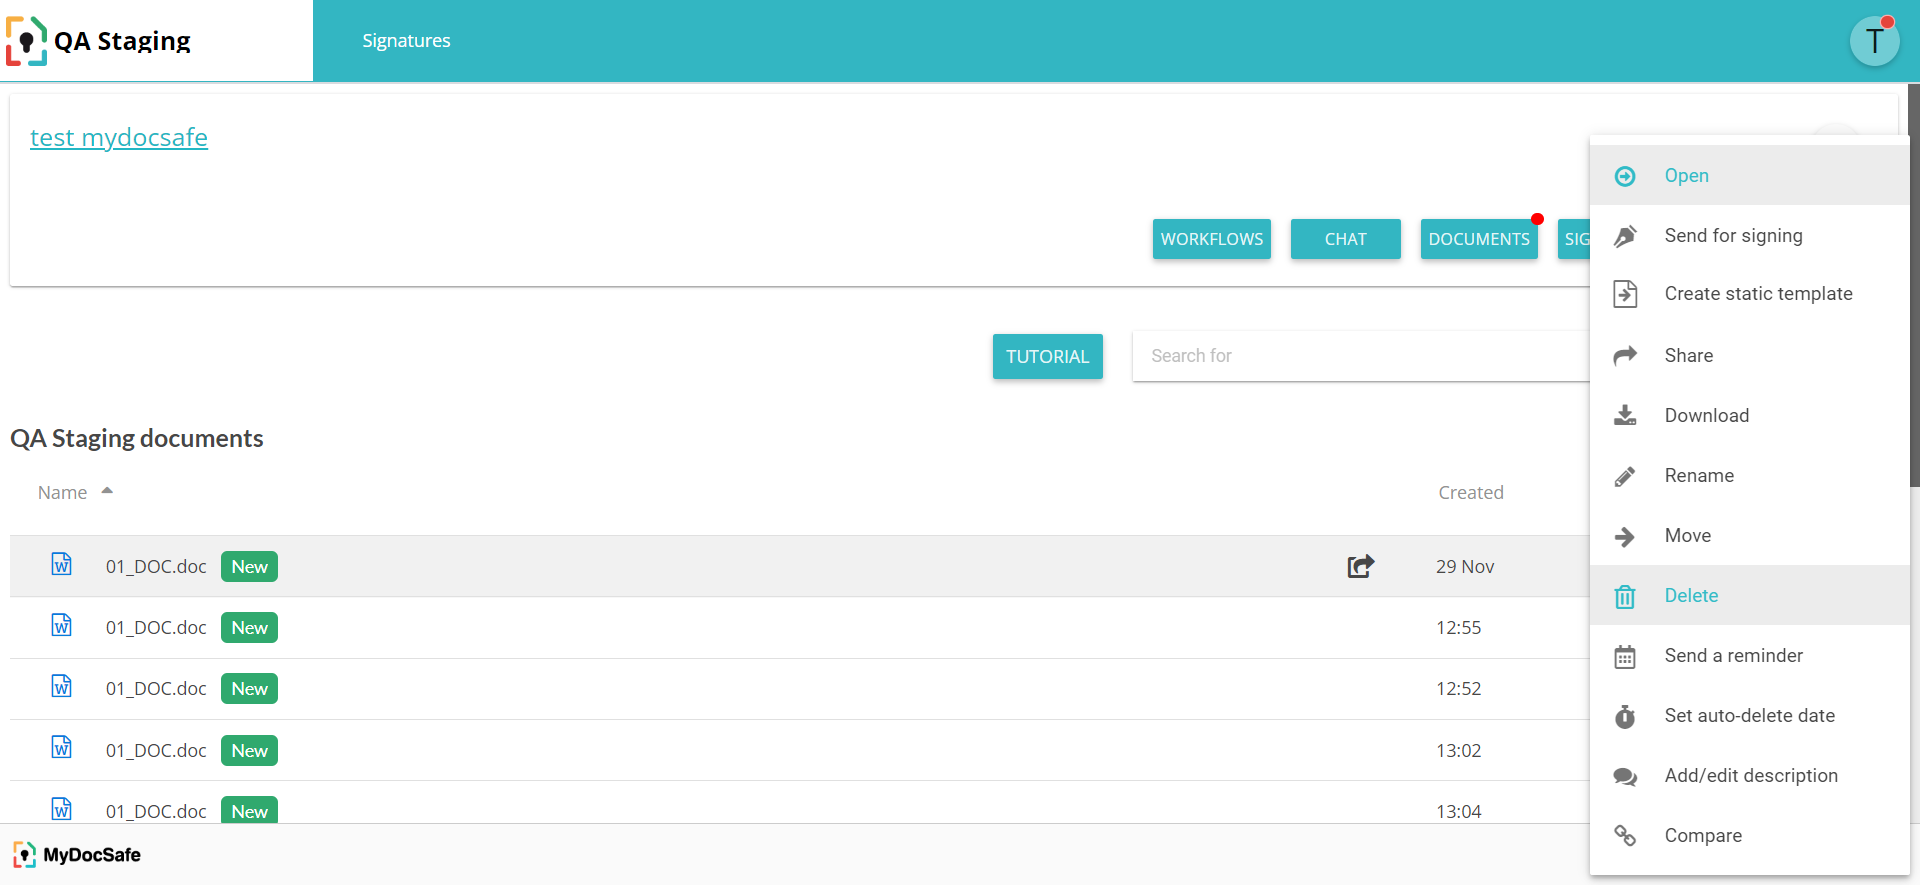 QA Staging
Signatures
T
test mydocsafe
WORKFLOWS
CHAT
DOCUMENTS
SIG
TUTORIAL
Search for
QA Staging documents
Name
Created
01_DOC.doc New 29 Nov
01_DOC.doc New 12:55
01_DOC.doc New 12:52
01_DOC.doc New 13:02
01_DOC.doc New 13:04
Open
Send for signing
Create static template
Share
Download
Rename
Move
Delete
Send a reminder
Set auto-delete date
Add/edit description
Compare
MyDocSafe